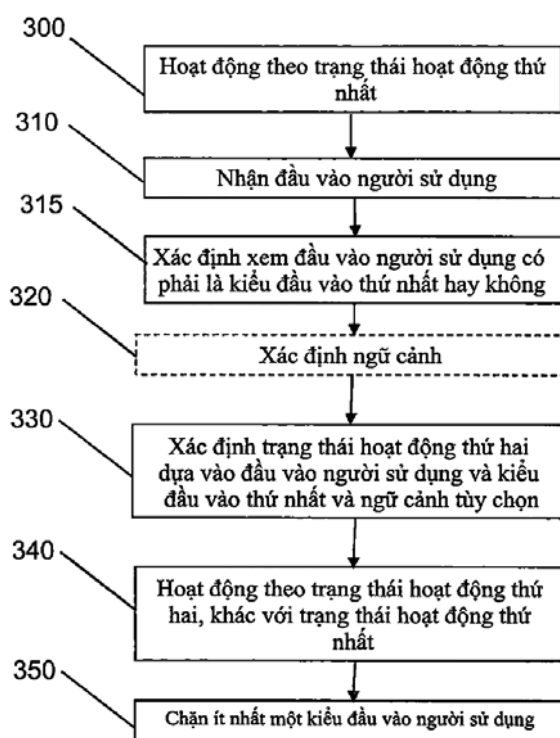 300
Hoạt động theo trạng thái hoạt động thứ
nhất
310
Nhận đầu vào người sử dụng
315
Xác định xem đầu vào người sử dụng có
phải là kiểu đầu vào thứ nhất hay không
320
Xác định ngữ cảnh
330
Xác định trạng thái hoạt động thứ hai
dựa vào đầu vào người sử dụng và kiểu
đầu vào thứ nhất và ngữ cảnh tùy chọn
340
Hoạt động theo trạng thái hoạt động thứ
hai, khác với trạng thái hoạt động thứ
nhất
350
Chặn ít nhất một kiểu đầu vào người sử dụng